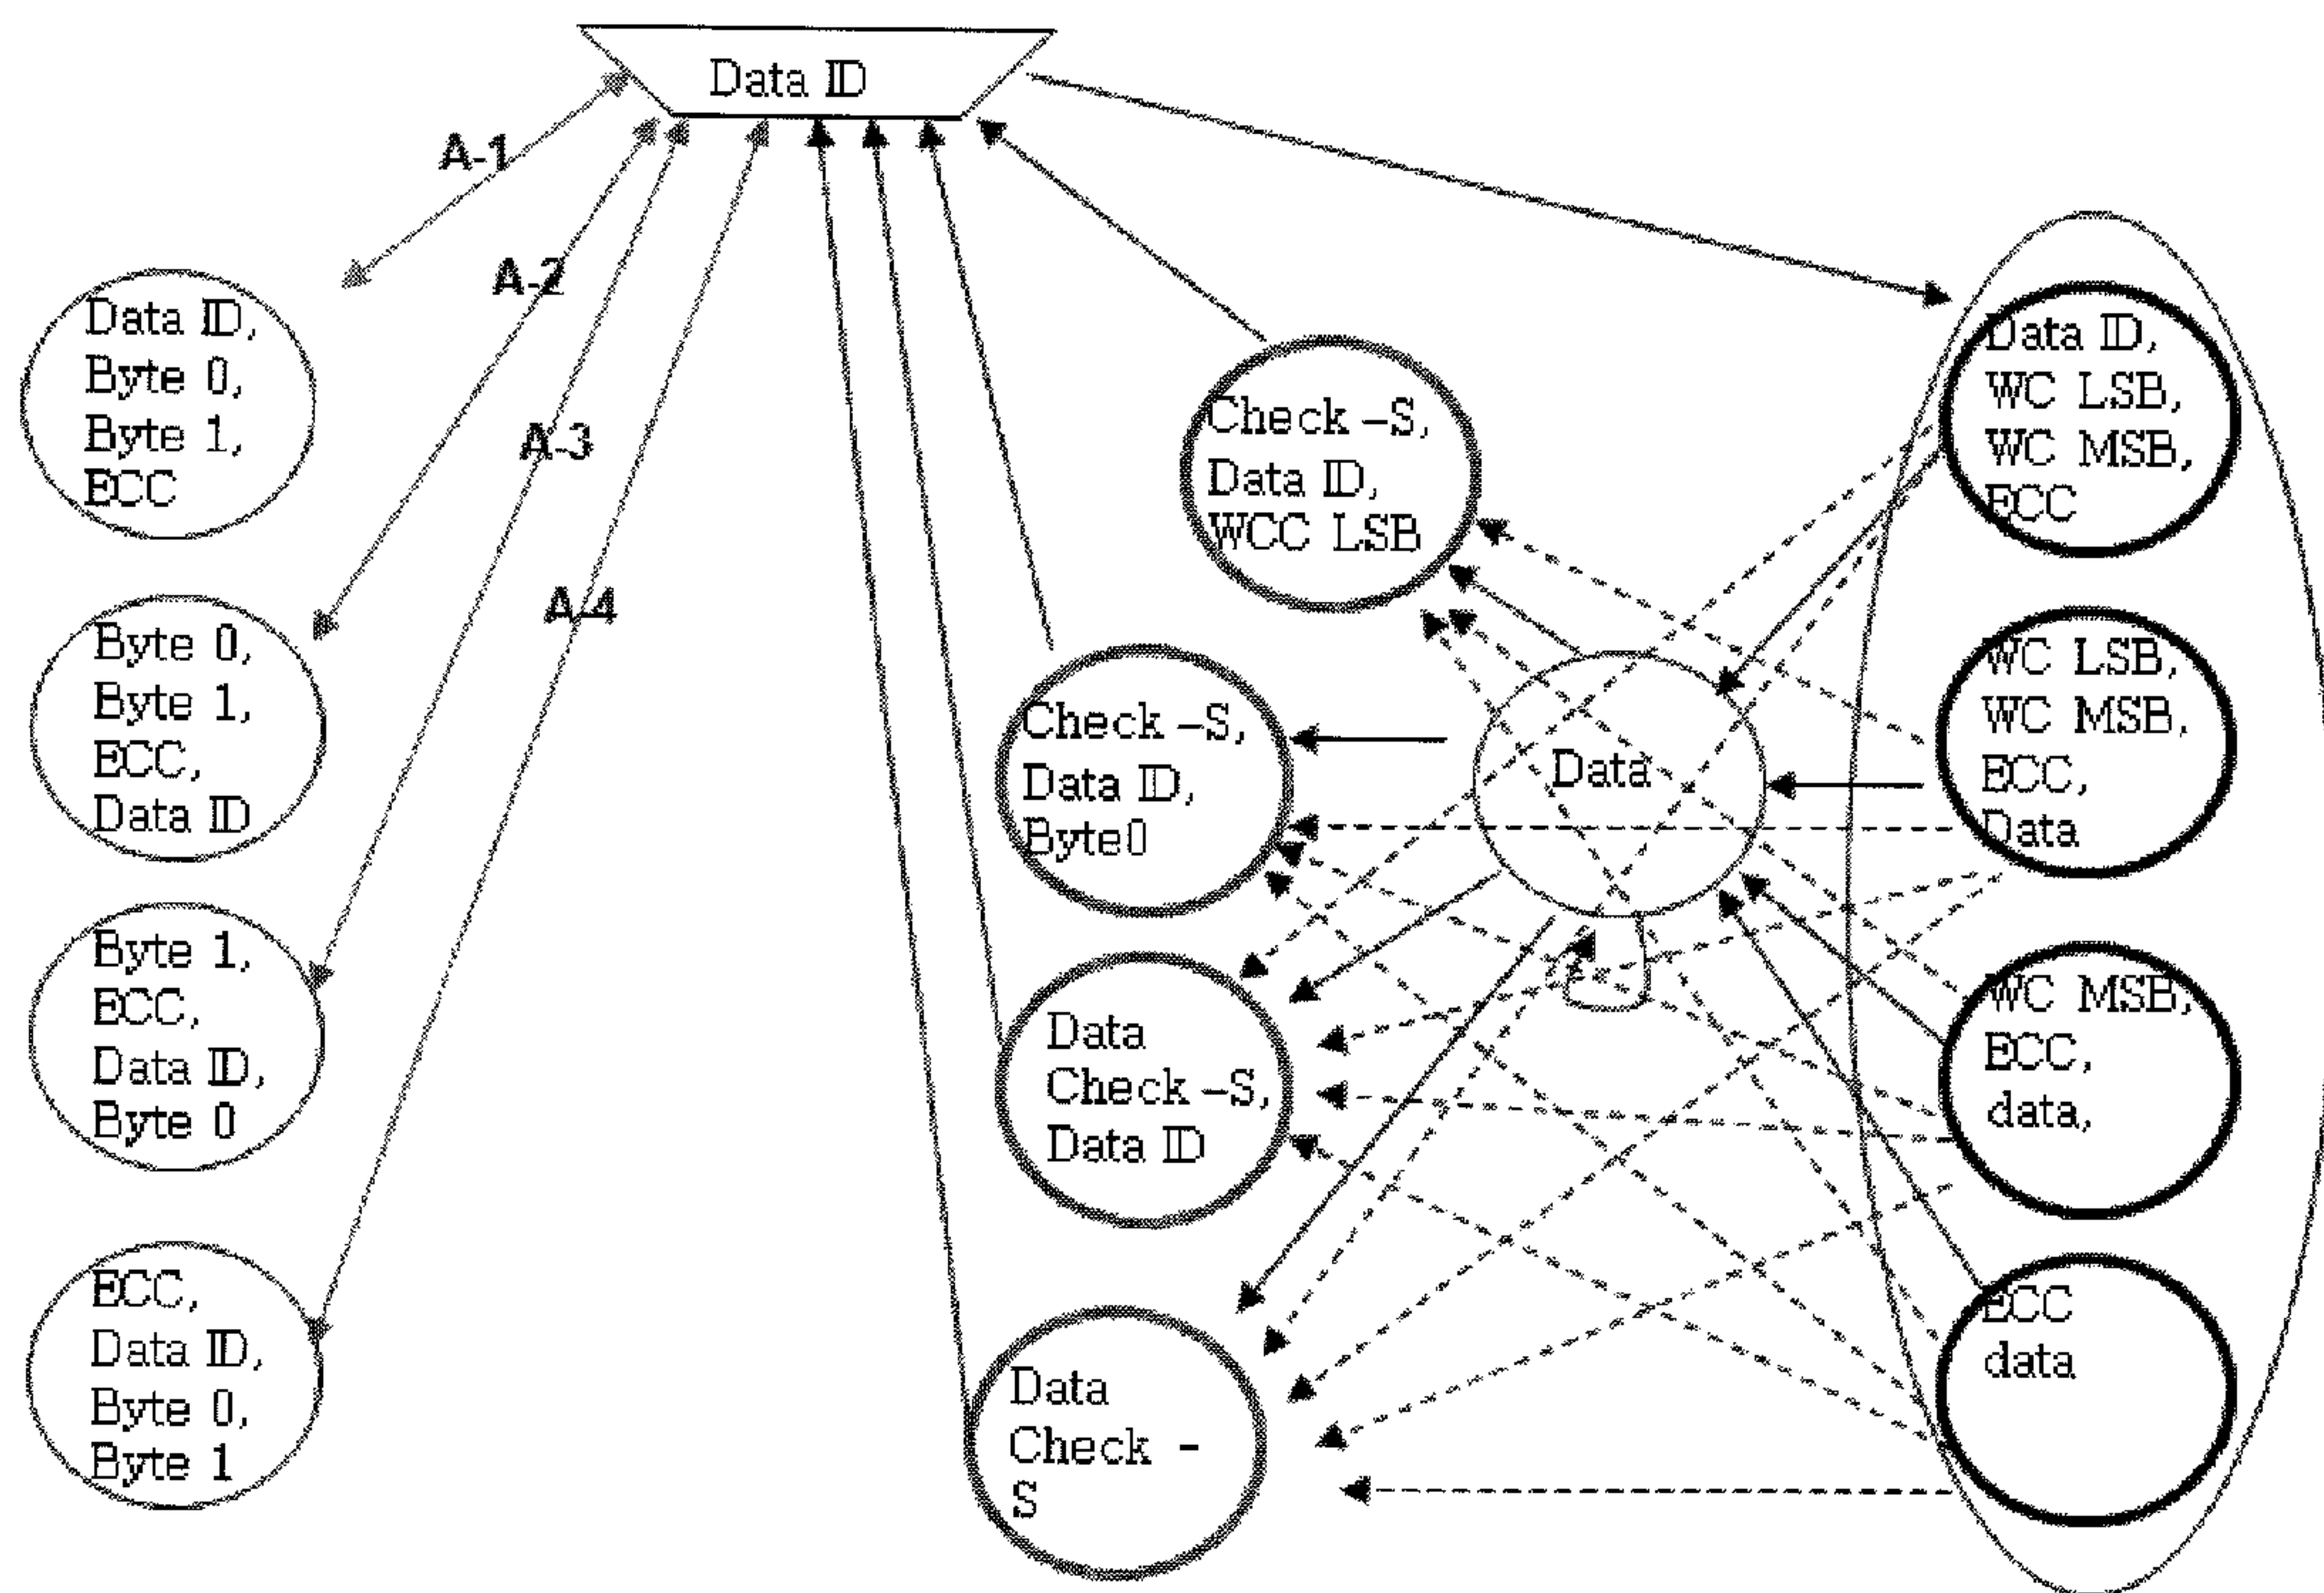 Data ID
A-1
A-2
A-3
A-4
Data ID,
Byte 0,
Byte 1,
ECC
Byte 0,
Byte 1,
ECC,
Data ID
Byte 1,
ECC,
Data ID,
Byte 0
ECC,
Data ID,
Byte 0,
Byte 1
Check –S,
Data ID,
WCC LSB
Check –S,
Data ID,
Byte0
Data
Check –S,
Data ID
Data
Check -
S
Data
Data ID,
WC LSB,
WC MSB,
ECC
WC LSB,
WC MSB,
ECC,
Data
WC MSB,
ECC,
data,
ECC
data